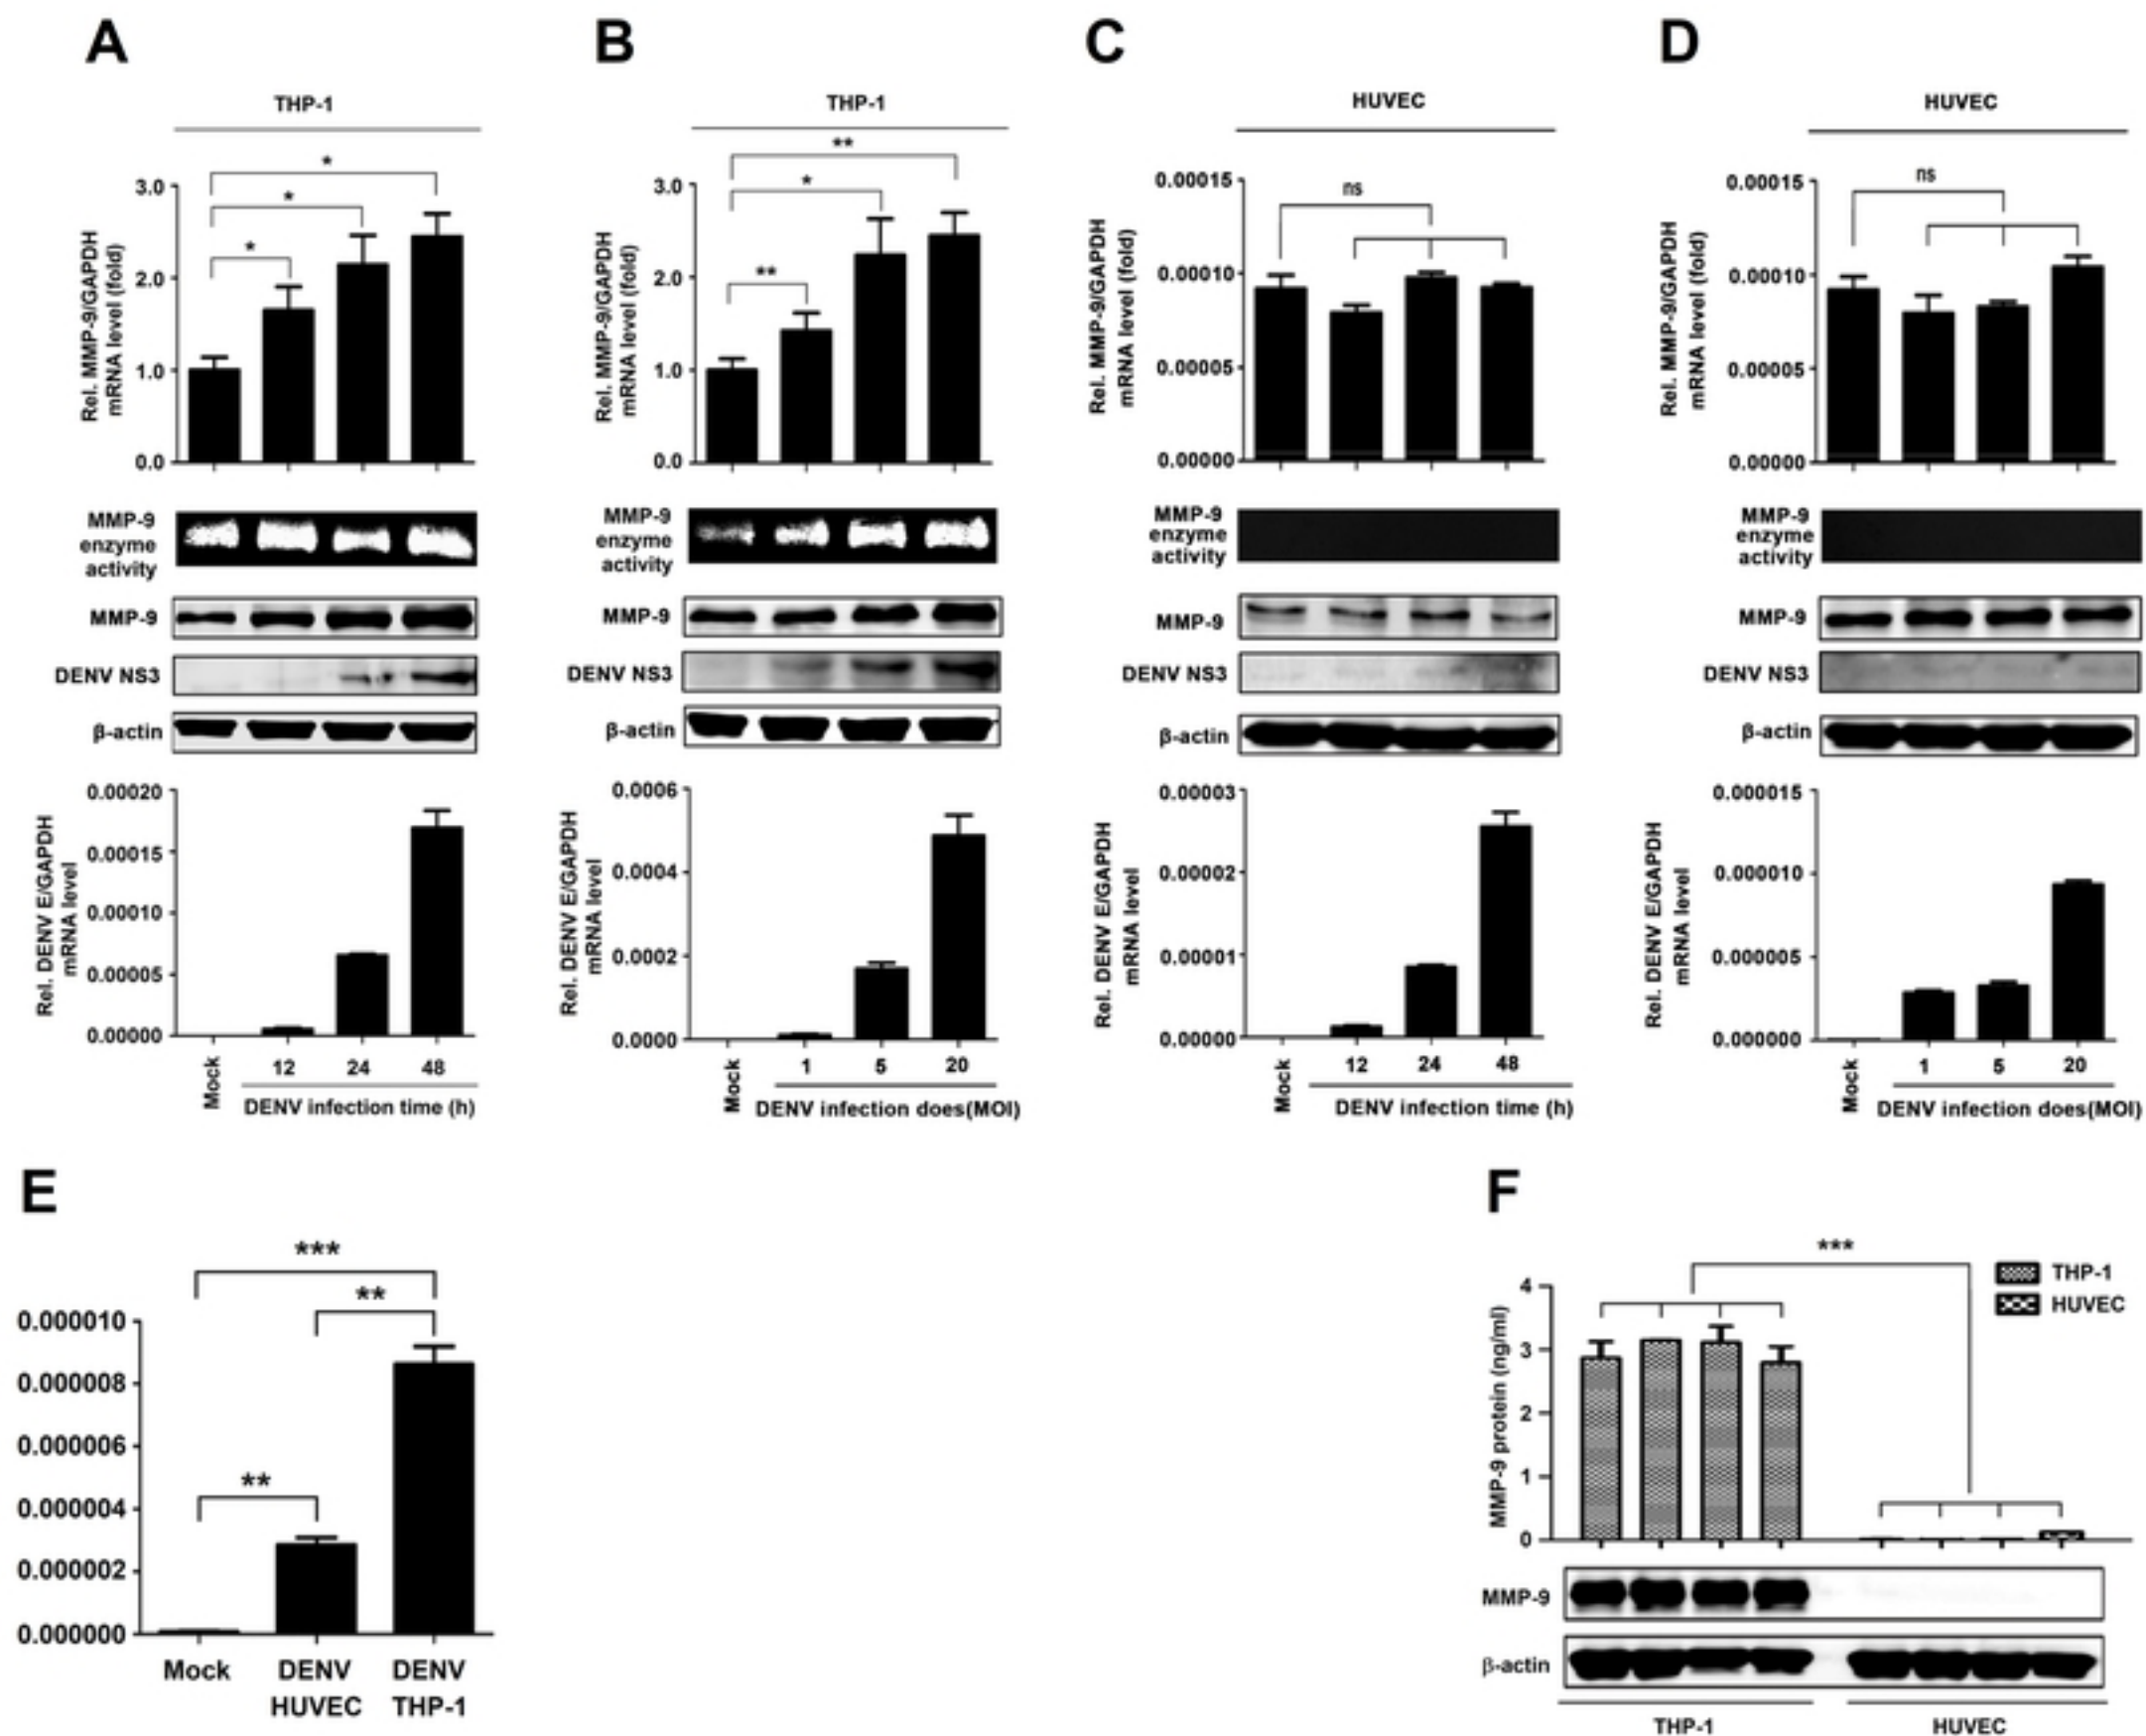 A
THP-1
*
*
*
3.0
2.0
1.0
0.0
Rel. MMP-9/GAPDH
mRNA level (fold)
MMP-9
enzyme
activity
MMP-9
DENV NS3
β-actin
0.00020
0.00015
0.00010
0.00005
0.00000
Rel. DENV E/GAPDH
mRNA level
Mock
12
24
48
DENV infection time (h)
B
THP-1
**
*
**
3.0
2.0
1.0
0.0
Rel. MMP-9/GAPDH
mRNA level (fold)
MMP-9
enzyme
activity
MMP-9
DENV NS3
β-actin
0.0006
0.0004
0.0002
0.0000
Rel. DENV E/GAPDH
mRNA level
Mock
1
5
20
DENV infection does(MOI)
C
HUVEC
ns
0.00015
0.00010
0.00005
0.00000
Rel. MMP-9/GAPDH
mRNA level (fold)
MMP-9
enzyme
activity
MMP-9
DENV NS3
β-actin
0.00003
0.00002
0.00001
0.00000
Rel. DENV E/GAPDH
mRNA level
Mock
12
24
48
DENV infection time (h)
D
HUVEC
ns
0.00015
0.00010
0.00005
0.00000
Rel. MMP-9/GAPDH
mRNA level (fold)
MMP-9
enzyme
activity
MMP-9
DENV NS3
β-actin
0.000015
0.000010
0.000005
0.000000
Rel. DENV E/GAPDH
mRNA level
Mock
1
5
20
DENV infection does(MOI)
E
***
**
**
0.000010
0.000008
0.000006
0.000004
0.000002
0.000000
Mock
DENV
HUVEC
DENV
THP-1
F
***
THP-1
HUVEC
4
3
2
1
0
MMP-9 protein (ng/ml)
MMP-9
β-actin
THP-1
HUVEC